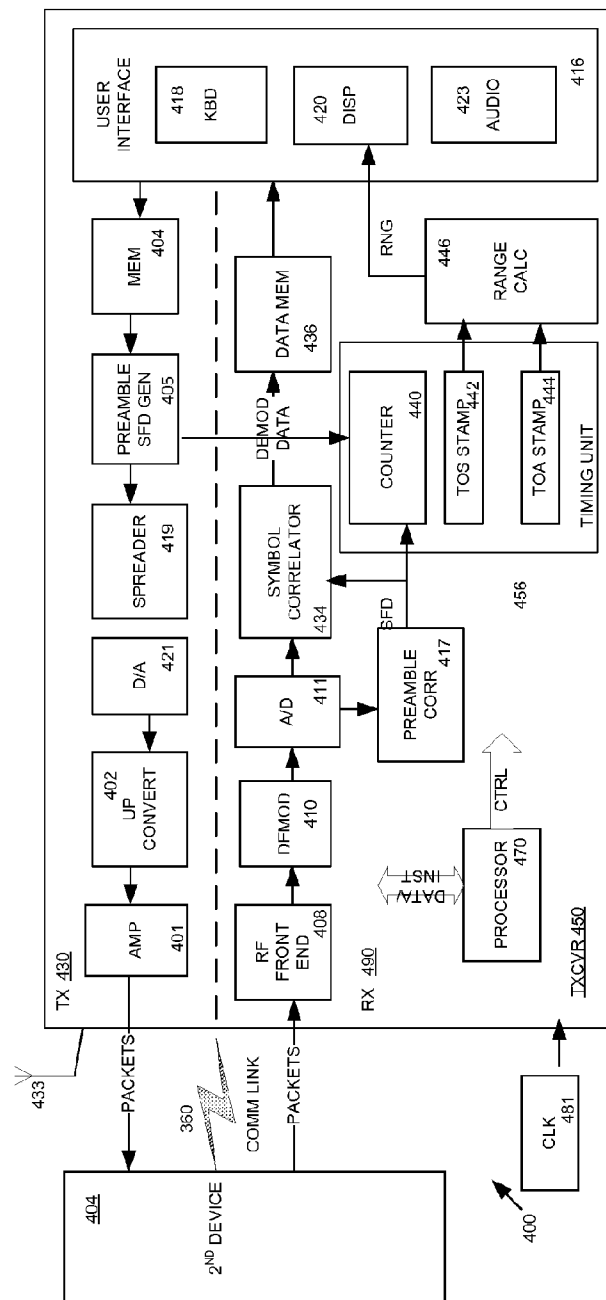 433
TX 430
AMP
401
402
UP
CONVERT
D/A
421
SPREADER
419
PREAMBLE
SFD GEN
405
MEM
404
USER
INTERFACE
418
KBD
420
DISP
423
AUDIO
416
404
2ND DEVICE
PACKETS
360
COMM LINK
PACKETS
RF
FRONT
END
408
DEMOD
410
A/D
411
SYMBOL
CORRELATOR
434
DEMOD
DATA
DATA MEM
436
RNG
SFD
PREAMBLE
CORR
417
COUNTER
440
TOS STAMP
442
TOA STAMP
444
TIMING UNIT
456
446
RANGE
CALC
RX 490
DATA/
INST
PROCESSOR
470
CTRL
TXCVR 450
CLK
481
400